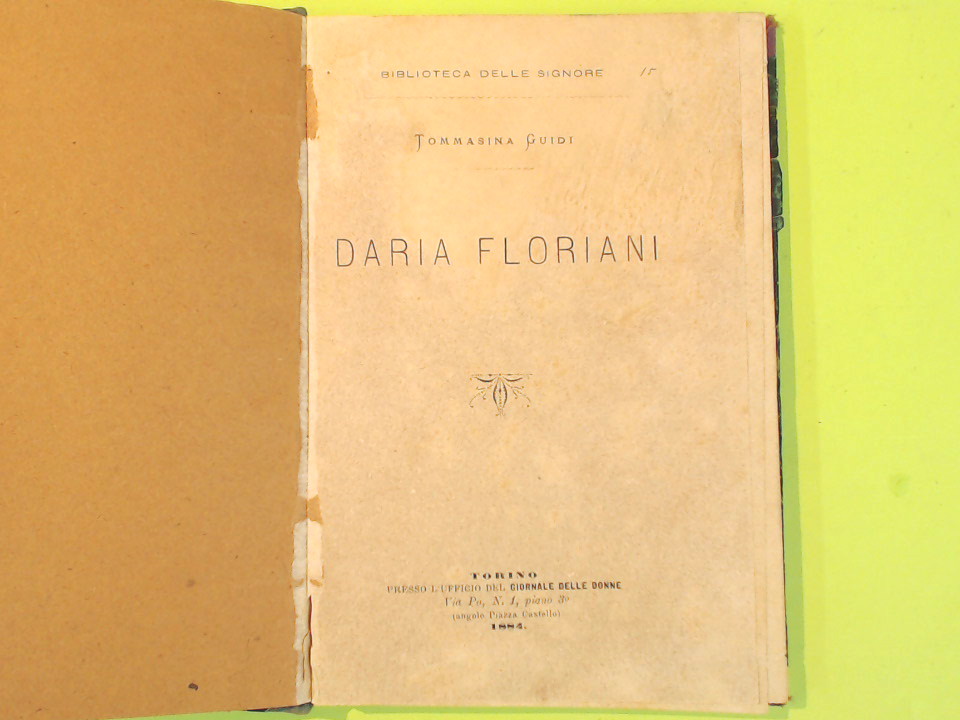 BIBLIOTECA DELLE SIGNORE 15
TOMMASINA GUIDI
DARIA FLORIANI
TORINO
PRESSO L'UFFICIO DEL GIORNALE DELLE DONNE
Via Po, N. 1, piano 3º
(angolo Piazza Castello)
1884.